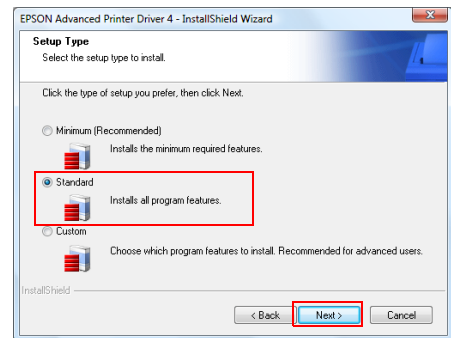 EPSON Advanced Printer Driver 4 - InstallShield Wizard
Setup Type
Select the setup type to install.
Click the type of setup you prefer, then click Next.
Minimum (Recommended)
Installs the minimum required features.
Standard
Installs all program features.
Custom
Choose which program features to install. Recommended for advanced users.
InstallShield
< Back Next > Cancel